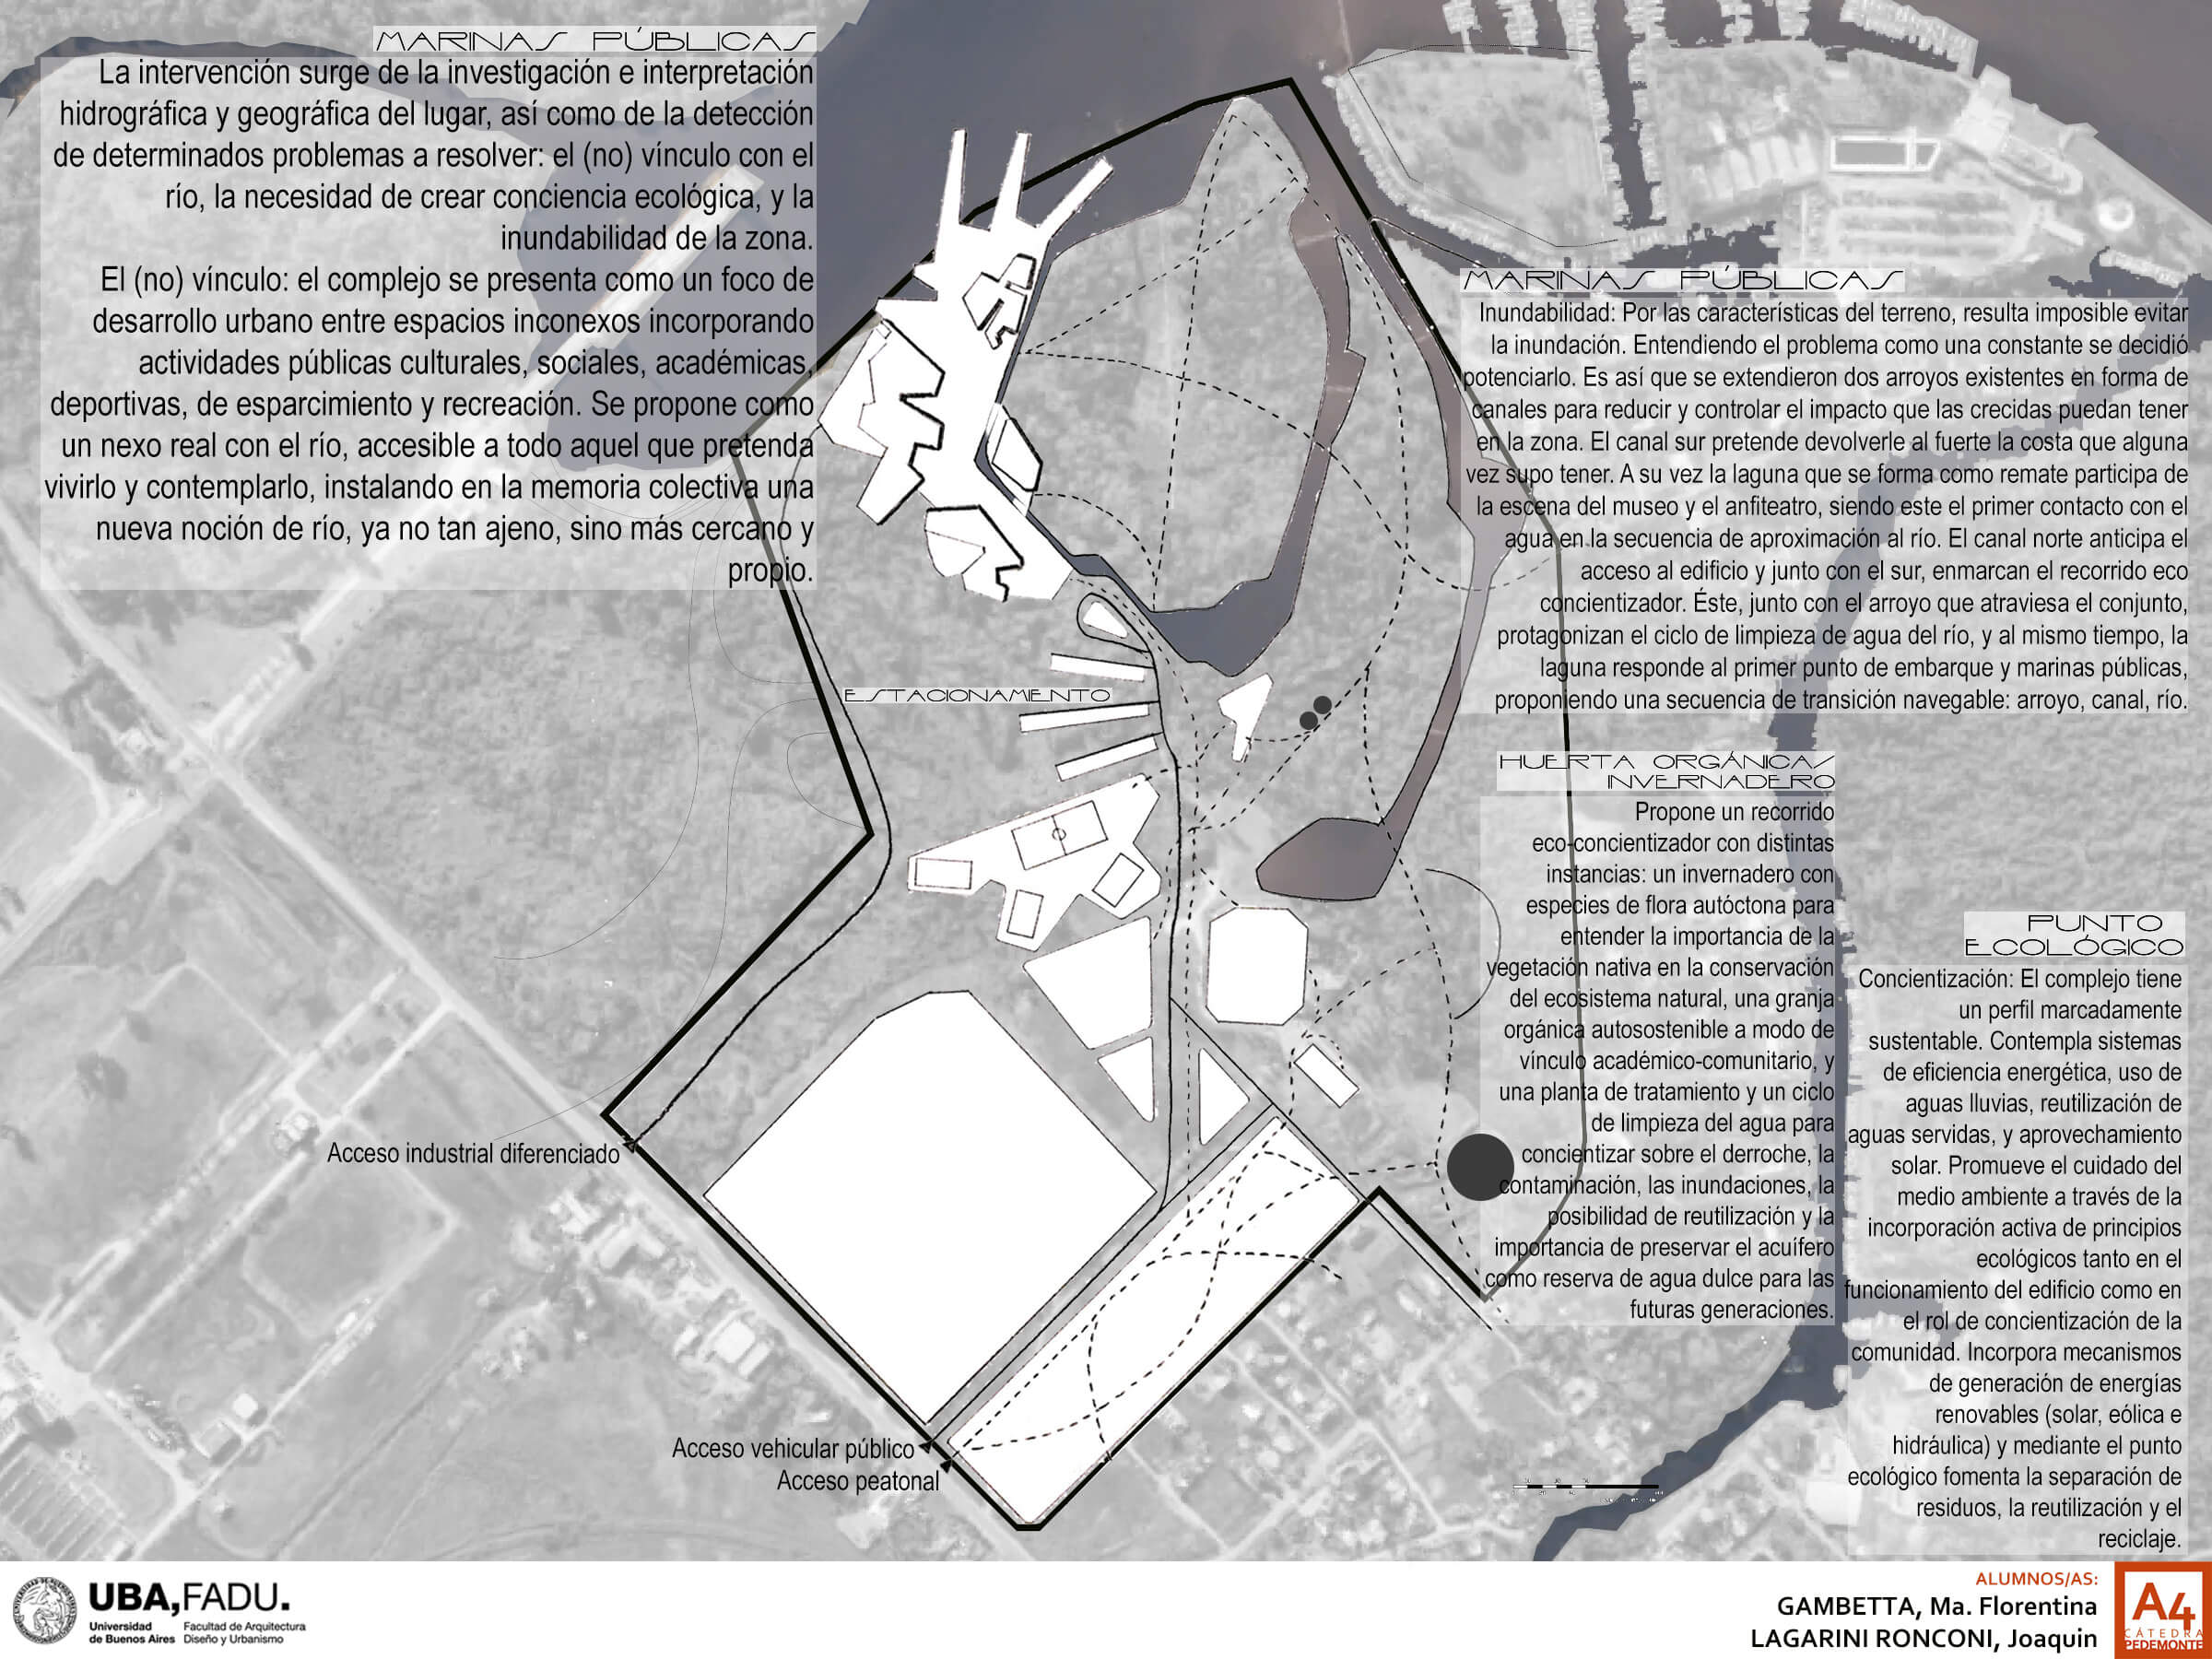 MARINAS PÚBLICAS
La intervención surge de la investigación e interpretación
hidrográfica y geográfica del lugar, así como de la detección
de determinados problemas a resolver: el (no) vínculo con el
río, la necesidad de crear conciencia ecológica, y la
inundabilidad de la zona.
El (no) vínculo: el complejo se presenta como un foco de
desarrollo urbano entre espacios inconexos incorporando
actividades públicas culturales, sociales, académicas,
deportivas, de esparcimiento y recreación. Se propone como
un nexo real con el río, accesible a todo aquel que pretenda
vivirlo y contemplarlo, instalando en la memoria colectiva una
nueva noción de río, ya no tan ajeno, sino más cercano y
propio.
MARINAS PÚBLICAS
Inundabilidad: Por las características del terreno, resulta imposible evitar
la inundación. Entendiendo el problema como una constante se decidió
potenciarlo. Es así que se extendieron dos arroyos existentes en forma de
canales para reducir y controlar el impacto que las crecidas puedan tener
en la zona. El canal sur pretende devolverle al fuerte la costa que alguna
vez supo tener. A su vez la laguna que se forma como remate participa de
la escena del museo y el anfiteatro, siendo este el primer contacto con el
agua en la secuencia de aproximación al río. El canal norte anticipa el
acceso al edificio y junto con el sur, enmarcan el recorrido eco
concientizador. Éste, junto con el arroyo que atraviesa el conjunto,
protagonizan el ciclo de limpieza de agua del río, y al mismo tiempo, la
laguna responde al primer punto de embarque y marinas públicas,
proponiendo una secuencia de transición navegable: arroyo, canal, río.
ESTACIONAMIENTO
HUERTA ORGÁNICAS
INVERNADERO
Propone un recorrido
eco-concientizador con distintas
instancias: un invernadero con
especies de flora autóctona para
entender la importancia de la
vegetación nativa en la conservación
del ecosistema natural, una granja
orgánica autosostenible a modo de
vínculo académico-comunitario, y
una planta de tratamiento y un ciclo
de limpieza del agua para
concientizar sobre el derroche, la
contaminación, las inundaciones, la
posibilidad de reutilización y la
importancia de preservar el acuífero
como reserva de agua dulce para las
futuras generaciones.
PUNTO
ECOLÓGICO
Concientización: El complejo tiene
un perfil marcadamente
sustentable. Contempla sistemas
de eficiencia energética, uso de
aguas lluvias, reutilización de
aguas servidas, y aprovechamiento
solar. Promueve el cuidado del
medio ambiente a través de la
incorporación activa de principios
ecológicos tanto en el
funcionamiento del edificio como en
el rol de concientización de la
comunidad. Incorpora mecanismos
de generación de energías
renovables (solar, eólica e
hidráulica) y mediante el punto
ecológico fomenta la separación de
residuos, la reutilización y el
reciclaje.
Acceso industrial diferenciado
Acceso vehicular público
Acceso peatonal
UBA,FADU.
Universidad de Buenos Aires
Facultad de Arquitectura Diseño y Urbanismo
ALUMNOS/AS:
GAMBETTA, Ma. Florentina
LAGARINI RONCONI, Joaquin
A4
CÁTEDRA
PEDEMONTE